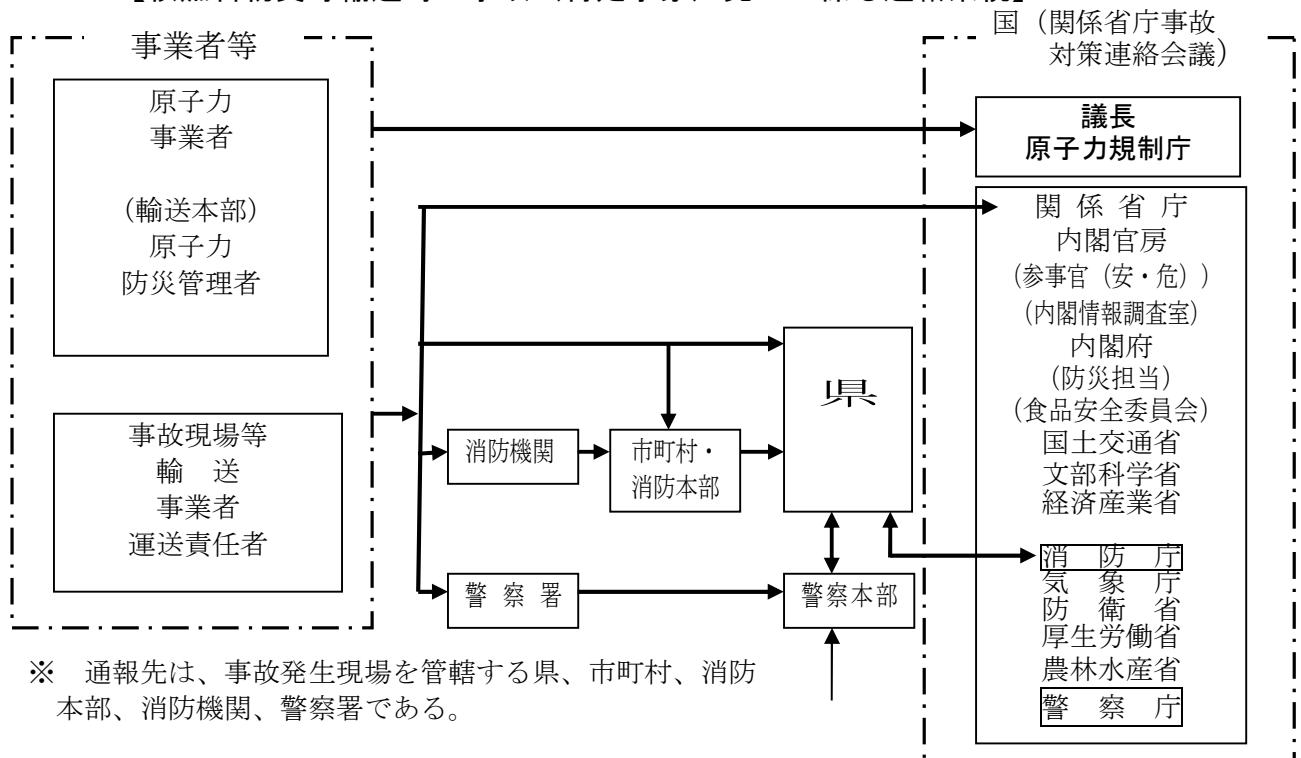 事業者等
原子力
事業者
(輸送本部)
原子力
防災管理者
事故現場等
輸 送
事業者
運送責任者
消防機関
市町村・
消防本部
警 察 署
県
警察本部
国(関係省庁事故
対策連絡会議)
議長
原子力規制庁
関 係 省 庁
内閣官房
(参事官(安・危))
(内閣情報調査室)
内閣府
(防災担当)
(食品安全委員会)
国土交通省
文部科学省
経済産業省
消 防 庁
気 象 庁
防 衛 省
厚生労働省
農林水産省
警 察 庁
※ 通報先は、事故発生現場を管轄する県、市町村、消防
本部、消防機関、警察署である。